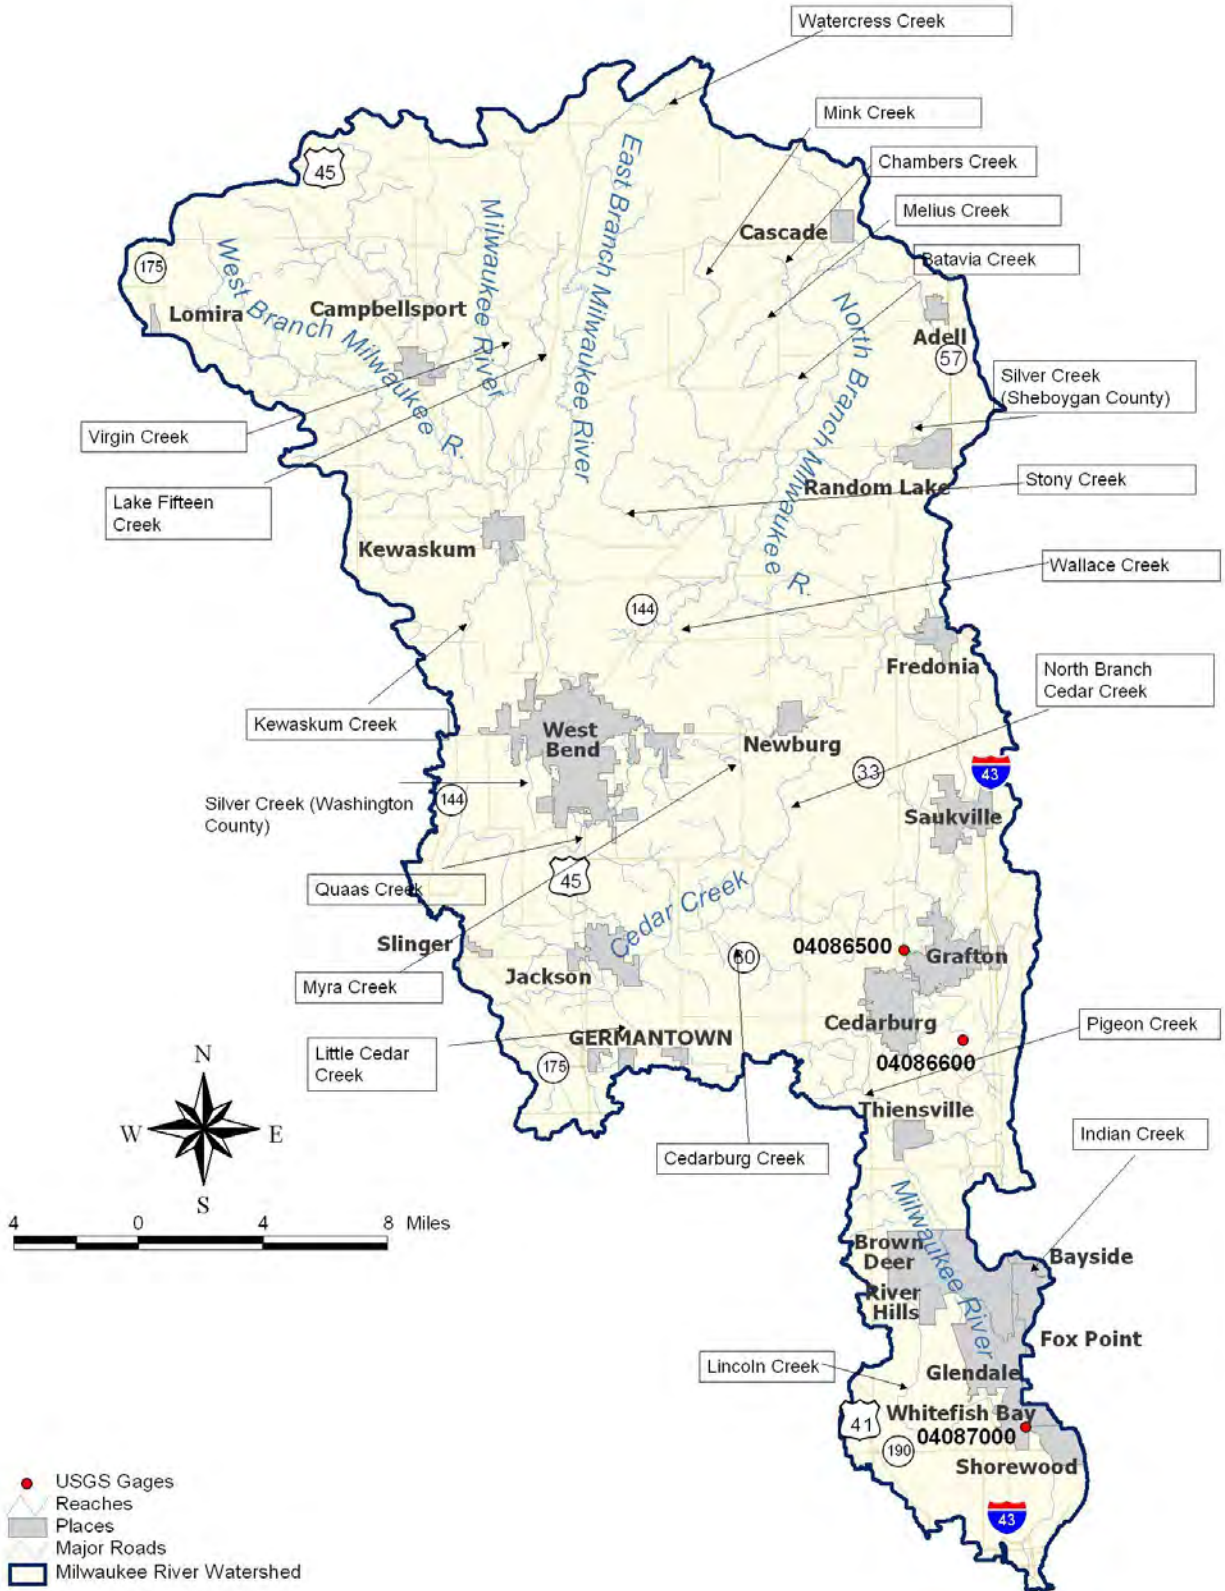 Watercress Creek
Mink Creek
45
Chambers Creek
Melius Creek
Cascade
Batavia Creek
175
West Branch Milwaukee R.
Milwaukee River
East Branch Milwaukee River
North Branch Milwaukee R.
Lomira
Campbellsport
Adell
57
Silver Creek
(Sheboygan County)
Virgin Creek
Random Lake
Stony Creek
Lake Fifteen
Creek
Kewaskum
Wallace Creek
144
Fredonia
North Branch
Cedar Creek
Kewaskum Creek
West
Bend
Newburg
33
43
Silver Creek (Washington
County)
144
Saukville
Quaas Creek
45
Cedar Creek
Slinger
04086500
Grafton
60
Jackson
Myra Creek
Cedarburg
Pigeon Creek
Little Cedar
Creek
GERMANTOWN
175
04086600
Thiensville
Indian Creek
Cedarburg Creek
N
W
E
S
4 0 4 8 Miles
Milwaukee River
Brown
Deer
Bayside
River
Hills
Fox Point
Lincoln Creek
Glendale
41
Whitefish Bay
04087000
190
Shorewood
43
USGS Gages
Reaches
Places
Major Roads
Milwaukee River Watershed